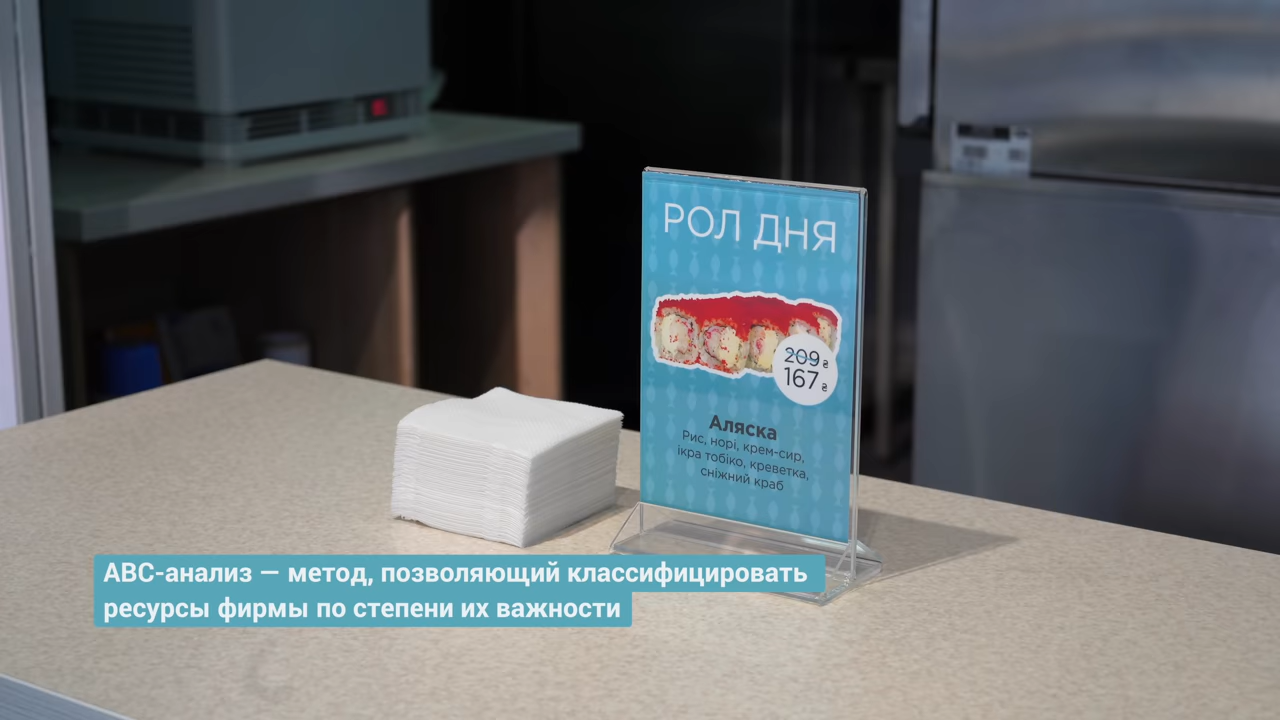 РОЛ ДНЯ
209 ₴
167 ₴
Аляска
Рис, норі, крем-сир,
ікра тобіко, креветка,
сніжний краб
ABC-анализ — метод, позволяющий классифицировать
ресурсы фирмы по степени их важности